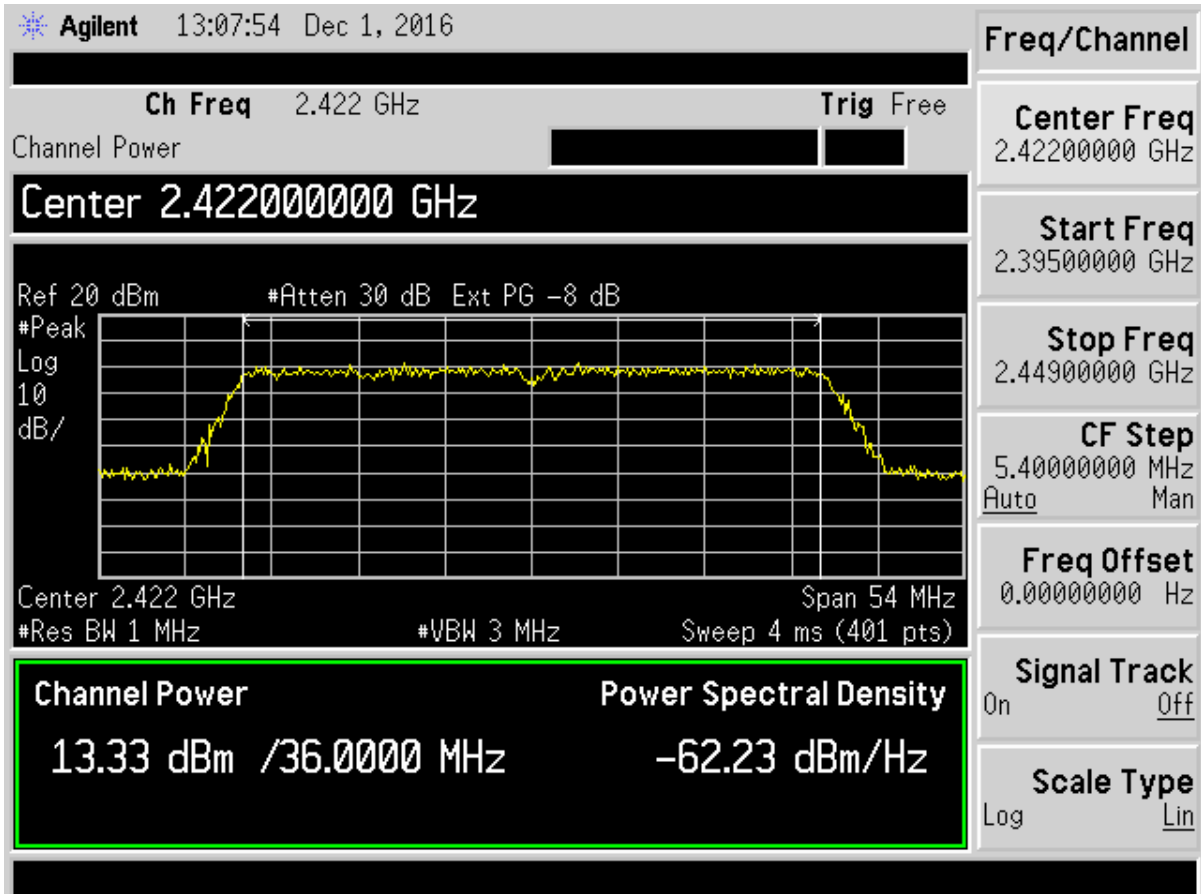 Agilent 13:07:54 Dec 1, 2016
Ch Freq 2.422 GHz Trig Free
Channel Power
Center 2.422000000 GHz
Ref 20 dBm #Atten 30 dB Ext PG -8 dB
#Peak
Log
10
dB/
Center 2.422 GHz Span 54 MHz
#Res BW 1 MHz #VBW 3 MHz Sweep 4 ms (401 pts)
Channel Power Power Spectral Density
13.33 dBm /36.0000 MHz -62.23 dBm/Hz
Freq/Channel
Center Freq
2.42200000 GHz
Start Freq
2.39500000 GHz
Stop Freq
2.44900000 GHz
CF Step
5.40000000 MHz
Auto Man
Freq Offset
0.00000000 Hz
Signal Track
On Off
Scale Type
Log Lin